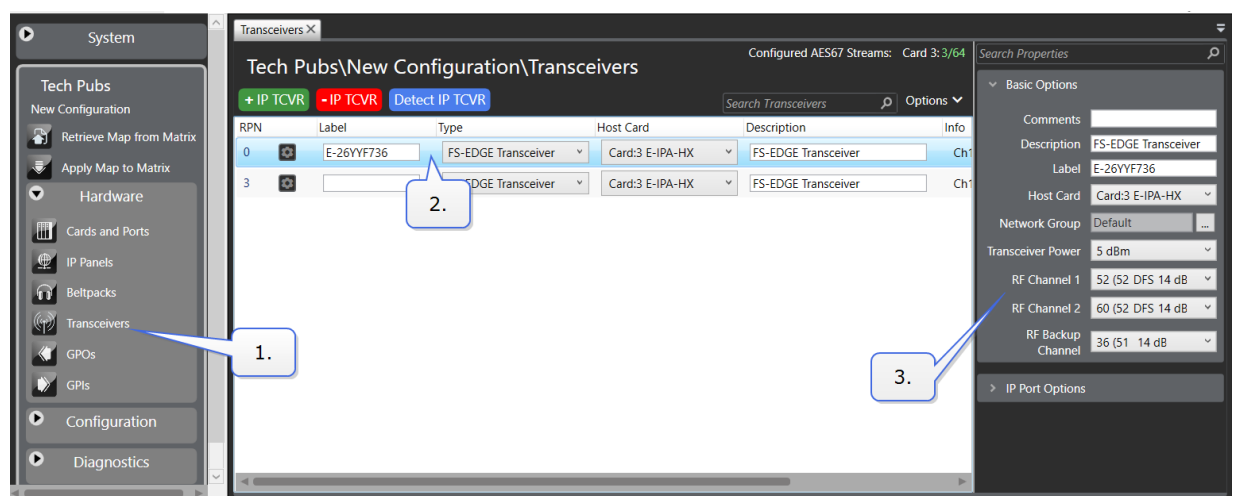 System
Tech Pubs
New Configuration
Retrieve Map from Matrix
Apply Map to Matrix
Hardware
Cards and Ports
IP Panels
Beltpacks
Transceivers
GPOs
GPIs
Configuration
Diagnostics
1.
Transceivers X
Configured AES67 Streams: Card 3: 3/64
Tech Pubs\New Configuration\Transceivers
+ IP TCVR - IP TCVR Detect IP TCVR Search Transceivers Options
RPN Label Type Host Card Description Info
0 E-26YYF736 FS-EDGE Transceiver Card:3 E-IPA-HX FS-EDGE Transceiver Ch1
3 DGE Transceiver Card:3 E-IPA-HX FS-EDGE Transceiver Ch1
2.
3.
Search Properties
Basic Options
Comments
Description FS-EDGE Transceiver
Label E-26YYF736
Host Card Card:3 E-IPA-HX
Network Group Default ...
Transceiver Power 5 dBm
RF Channel 1 52 (52 DFS 14 dB
RF Channel 2 60 (52 DFS 14 dB
RF Backup
Channel 36 (51 14 dB
IP Port Options